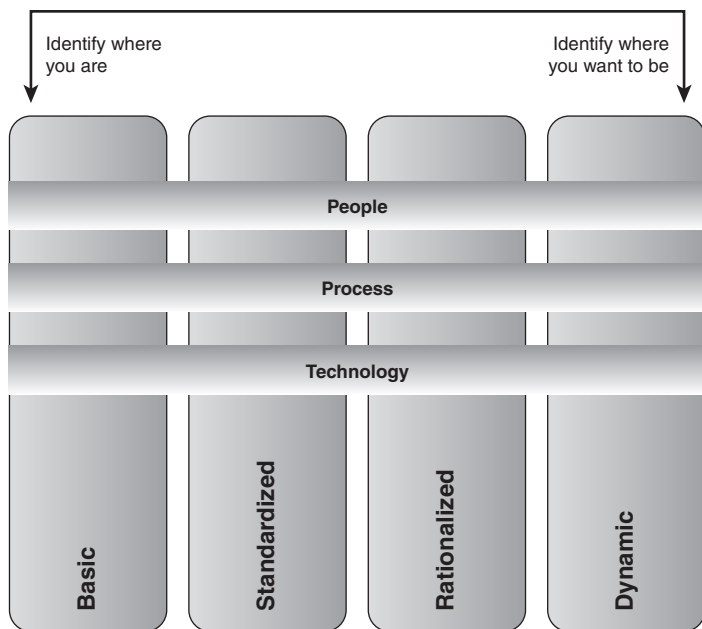 Identify where
you are
Identify where
you want to be
People
Process
Technology
Basic
Standardized
Rationalized
Dynamic